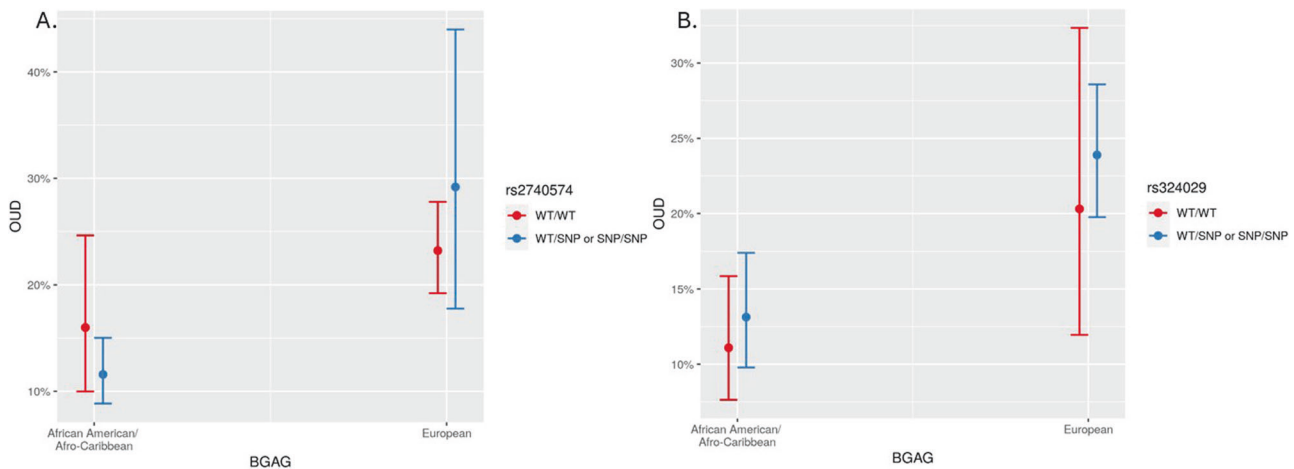 A.
OUD
40%
30%
20%
10%
African American/
Afro-Caribbean
European
BGAG
rs2740574
WT/WT
WT/SNP or SNP/SNP
B.
OUD
30%
25%
20%
15%
10%
African American/
Afro-Caribbean
European
BGAG
rs324029
WT/WT
WT/SNP or SNP/SNP